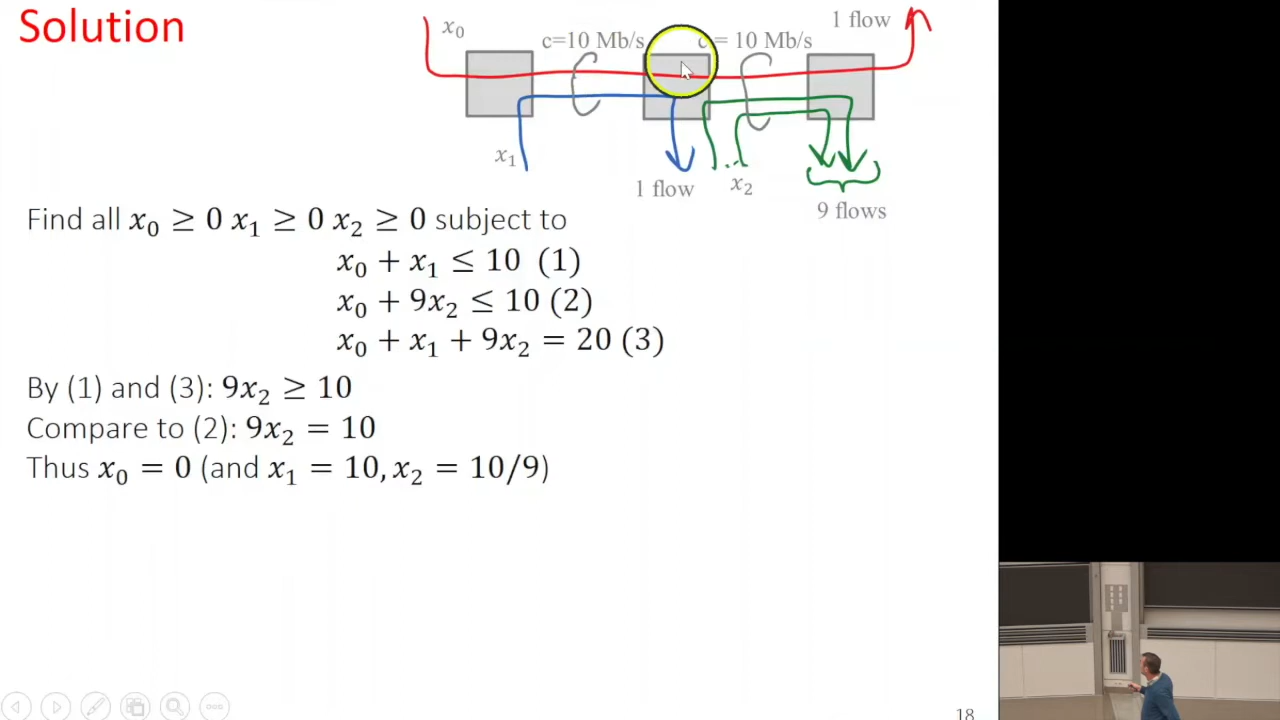 Solution
x₀
c=10 Mb/s
c = 10 Mb/s
1 flow
x₁
1 flow
x₂
9 flows
Find all x₀ ≥ 0 x₁ ≥ 0 x₂ ≥ 0 subject to
x₀ + x₁ ≤ 10 (1)
x₀ + 9x₂ ≤ 10 (2)
x₀ + x₁ + 9x₂ = 20 (3)
By (1) and (3): 9x₂ ≥ 10
Compare to (2): 9x₂ = 10
Thus x₀ = 0 (and x₁ = 10, x₂ = 10/9)
18